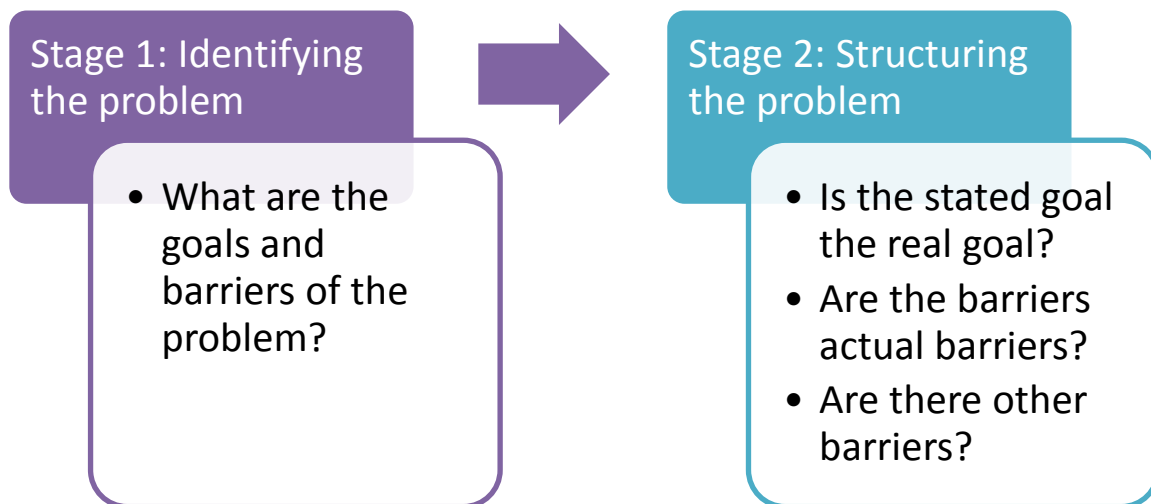 Stage 1: Identifying
the problem
• What are the
goals and
barriers of the
problem?
Stage 2: Structuring
the problem
• Is the stated goal
the real goal?
• Are the barriers
actual barriers?
• Are there other
barriers?